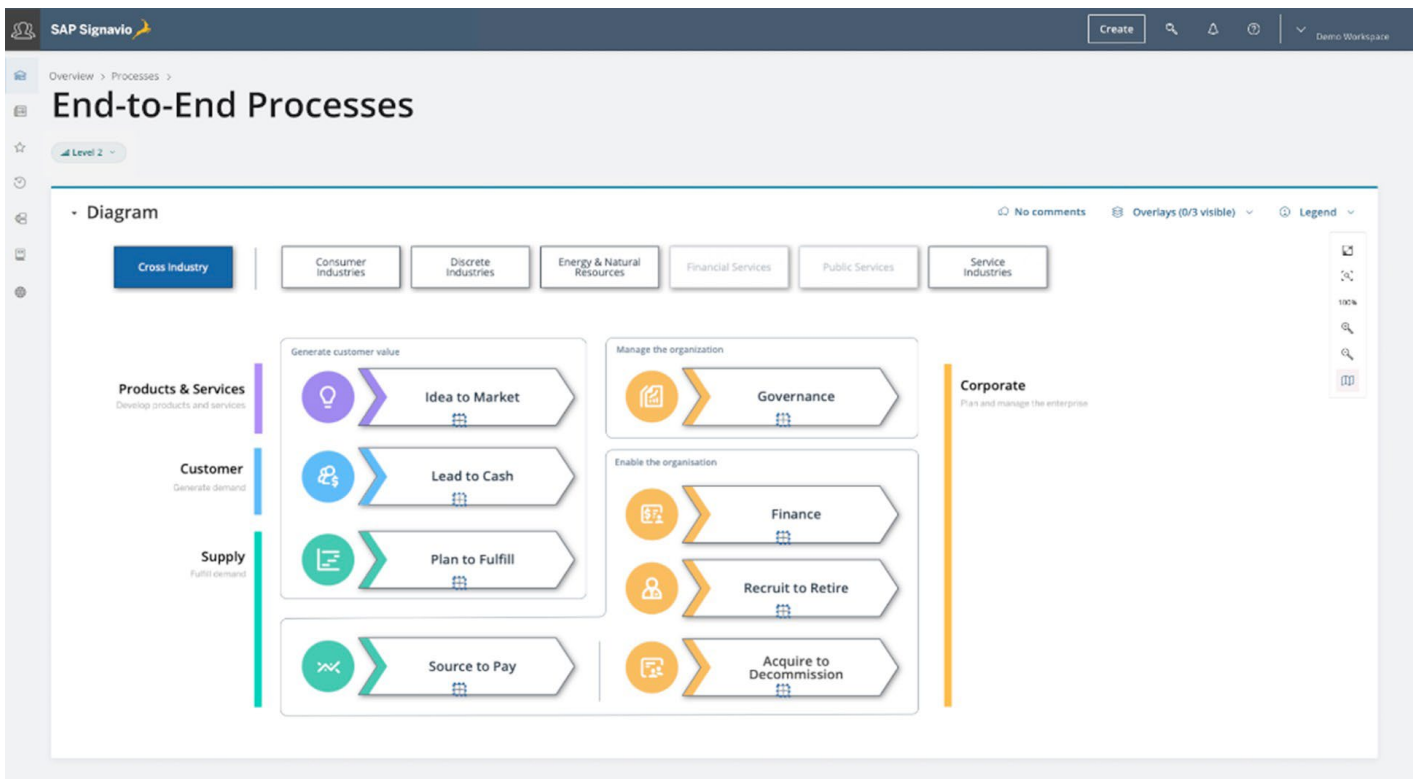 SAP Signavio
Create
Demo Workspace
Overview > Processes >
End-to-End Processes
Level 2
Diagram
No comments
Overlays (0/3 visible)
Legend
Cross Industry
Consumer
Industries
Discrete
Industries
Energy & Natural
Resources
Financial Services
Public Services
Service
Industries
100%
Products & Services
Develop products and services
Customer
Generate demand
Supply
Fulfill demand
Generate customer value
Idea to Market
Lead to Cash
Plan to Fulfill
Source to Pay
Manage the organization
Governance
Enable the organisation
Finance
Recruit to Retire
Acquire to
Decommission
Corporate
Plan and manage the enterprise